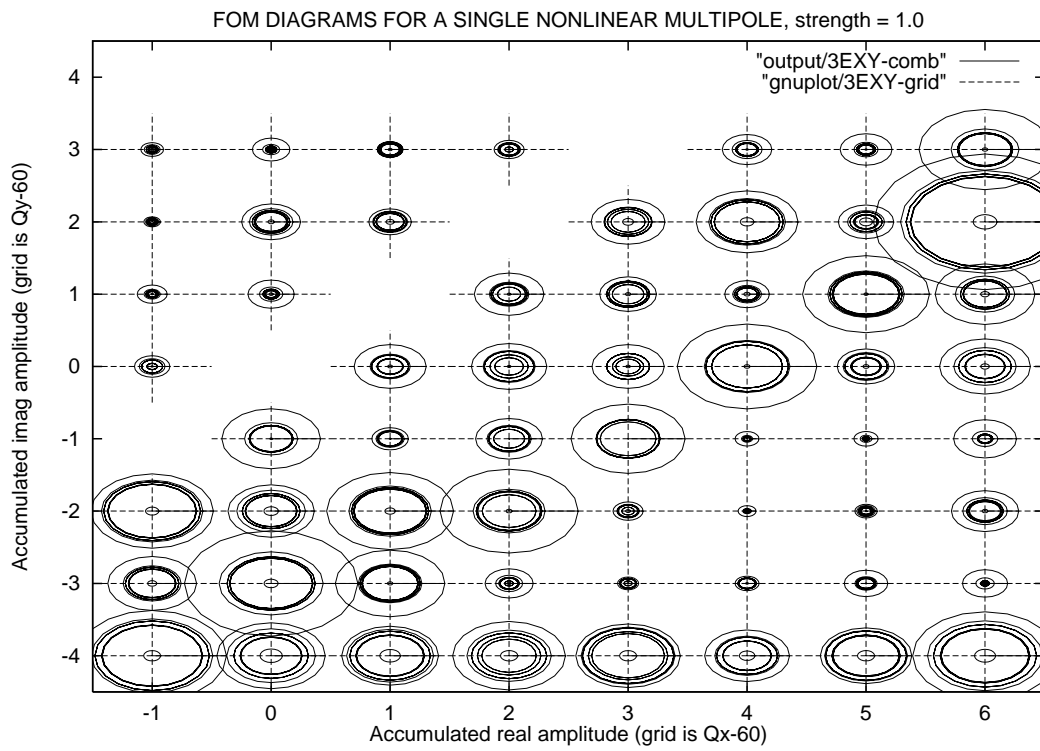 FOM DIAGRAMS FOR A SINGLE NONLINEAR MULTIPOLE, strength = 1.0
"output/3EXY-comb"
"gnuplot/3EXY-grid"
Accumulated imag amplitude (grid is Qy-60)
4
3
2
1
0
-1
-2
-3
-4
-1 0 1 2 3 4 5 6
Accumulated real amplitude (grid is Qx-60)